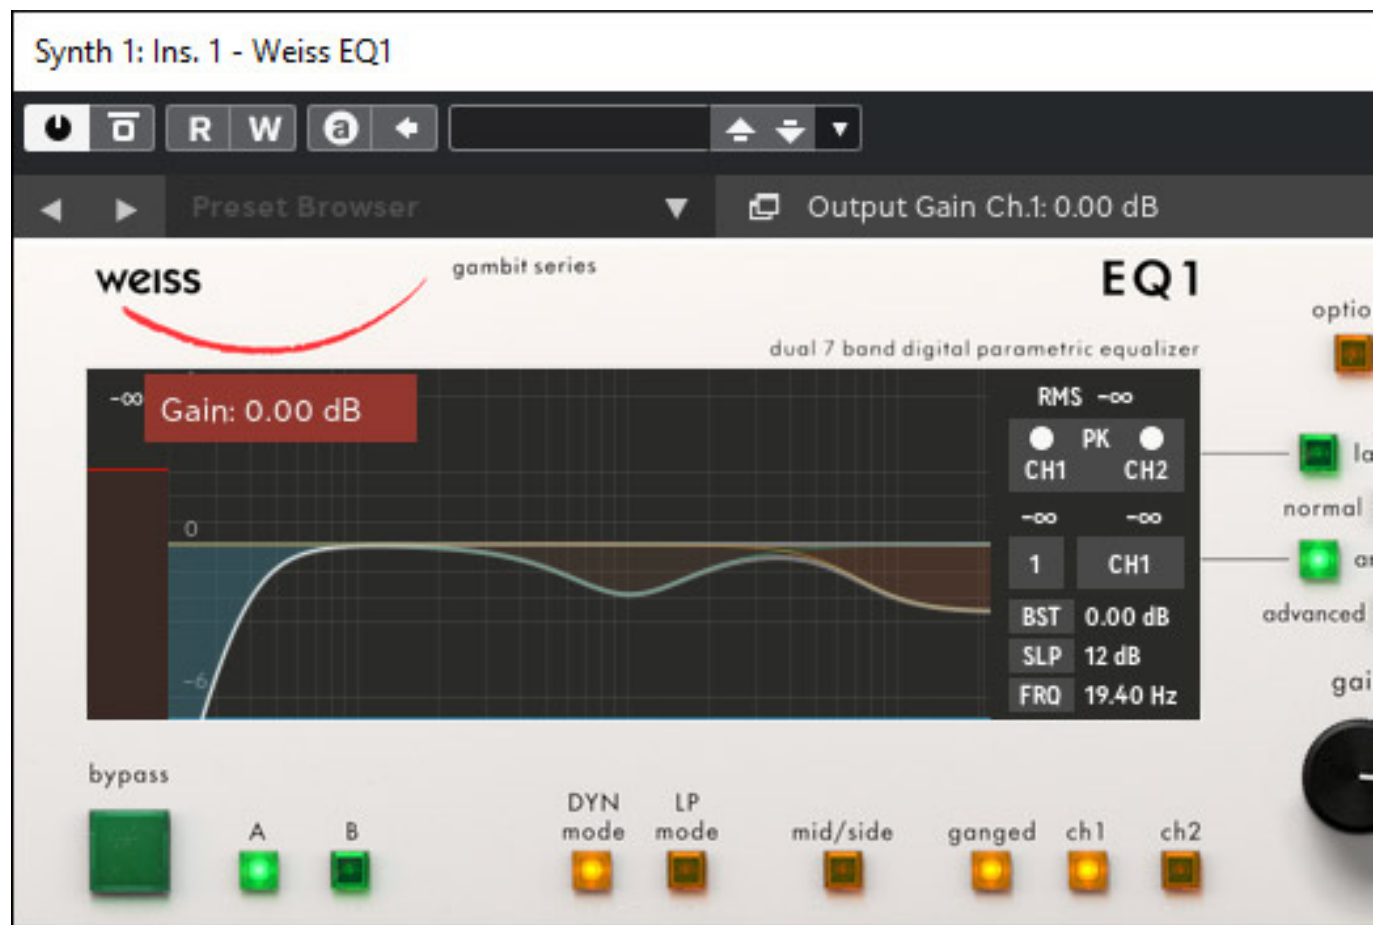 Synth 1: Ins. 1 - Weiss EQ1
R W a
Preset Browser
Output Gain Ch.1: 0.00 dB
weiss
gambit series
EQ1
optio
dual 7 band digital parametric equalizer
-∞
Gain: 0.00 dB
RMS -∞
PK
CH1 CH2
la
-∞ -∞
normal
0
1 CH1
BST 0.00 dB
advanced
SLP 12 dB
-6
FRQ 19.40 Hz
gai
bypass
A
B
DYN mode
LP mode
mid/side
ganged
ch1
ch2